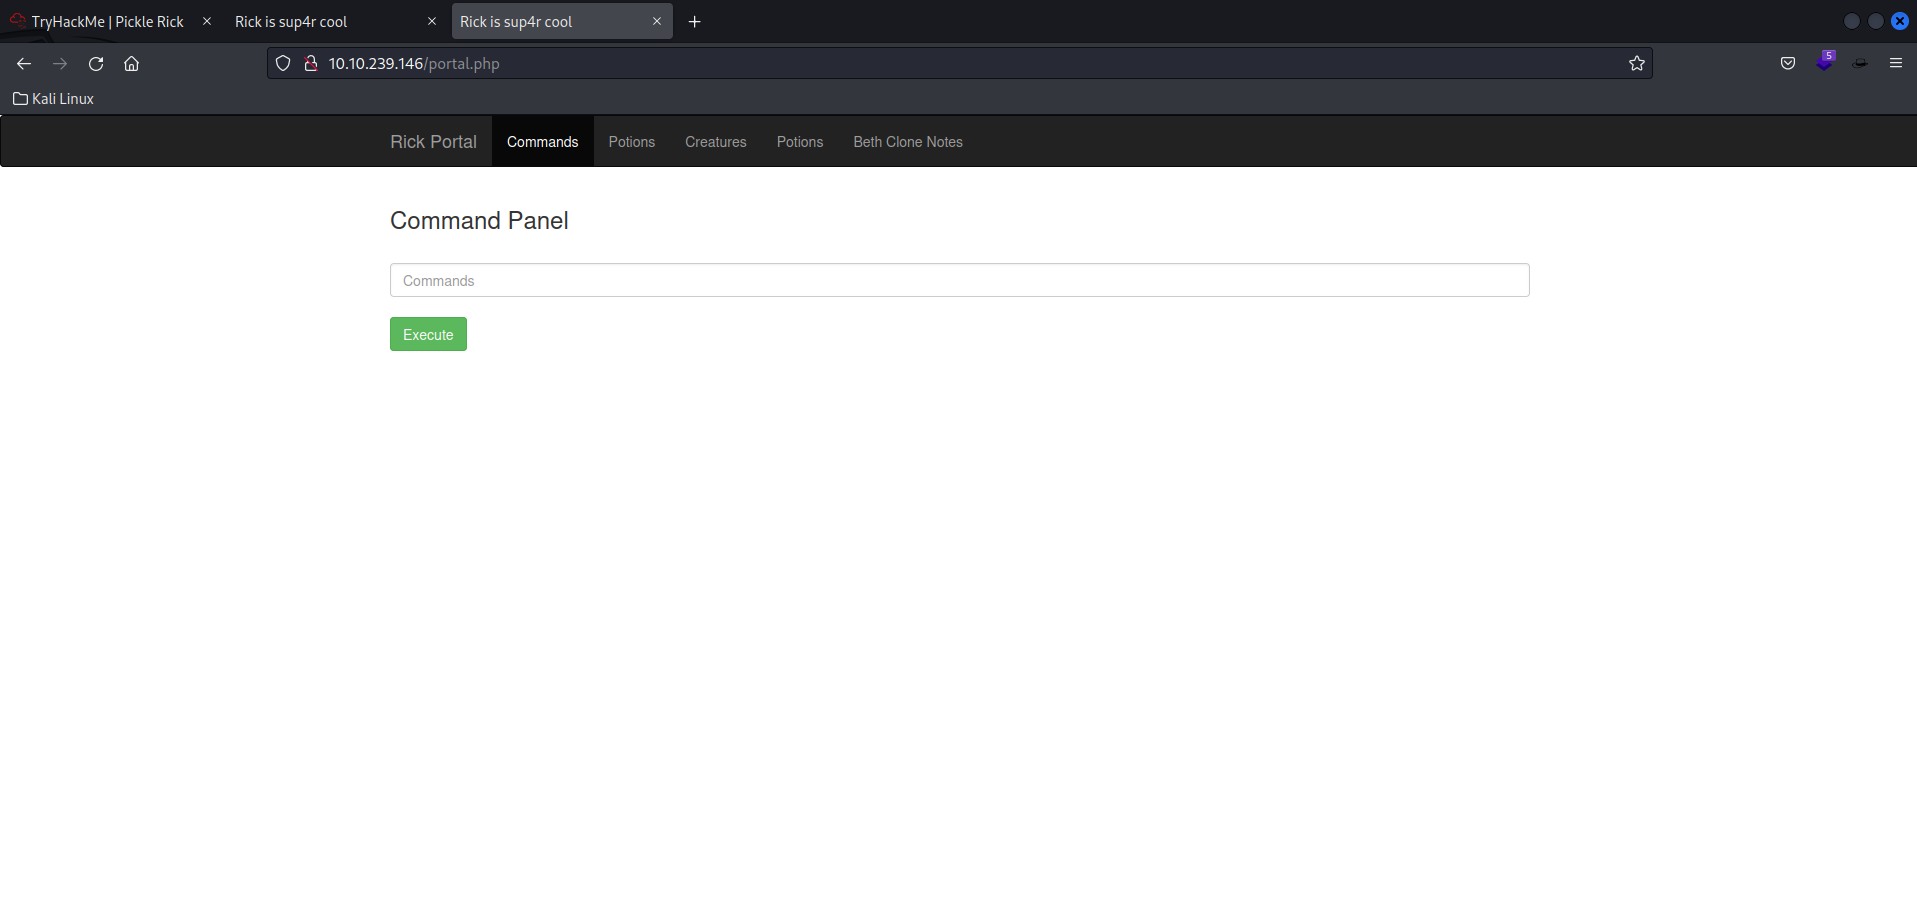 TryHackMe | Pickle Rick
Rick is sup4r cool
Rick is sup4r cool
10.10.239.146/portal.php
5
Kali Linux
Rick Portal
Commands
Potions
Creatures
Potions
Beth Clone Notes
Command Panel
Commands
Execute